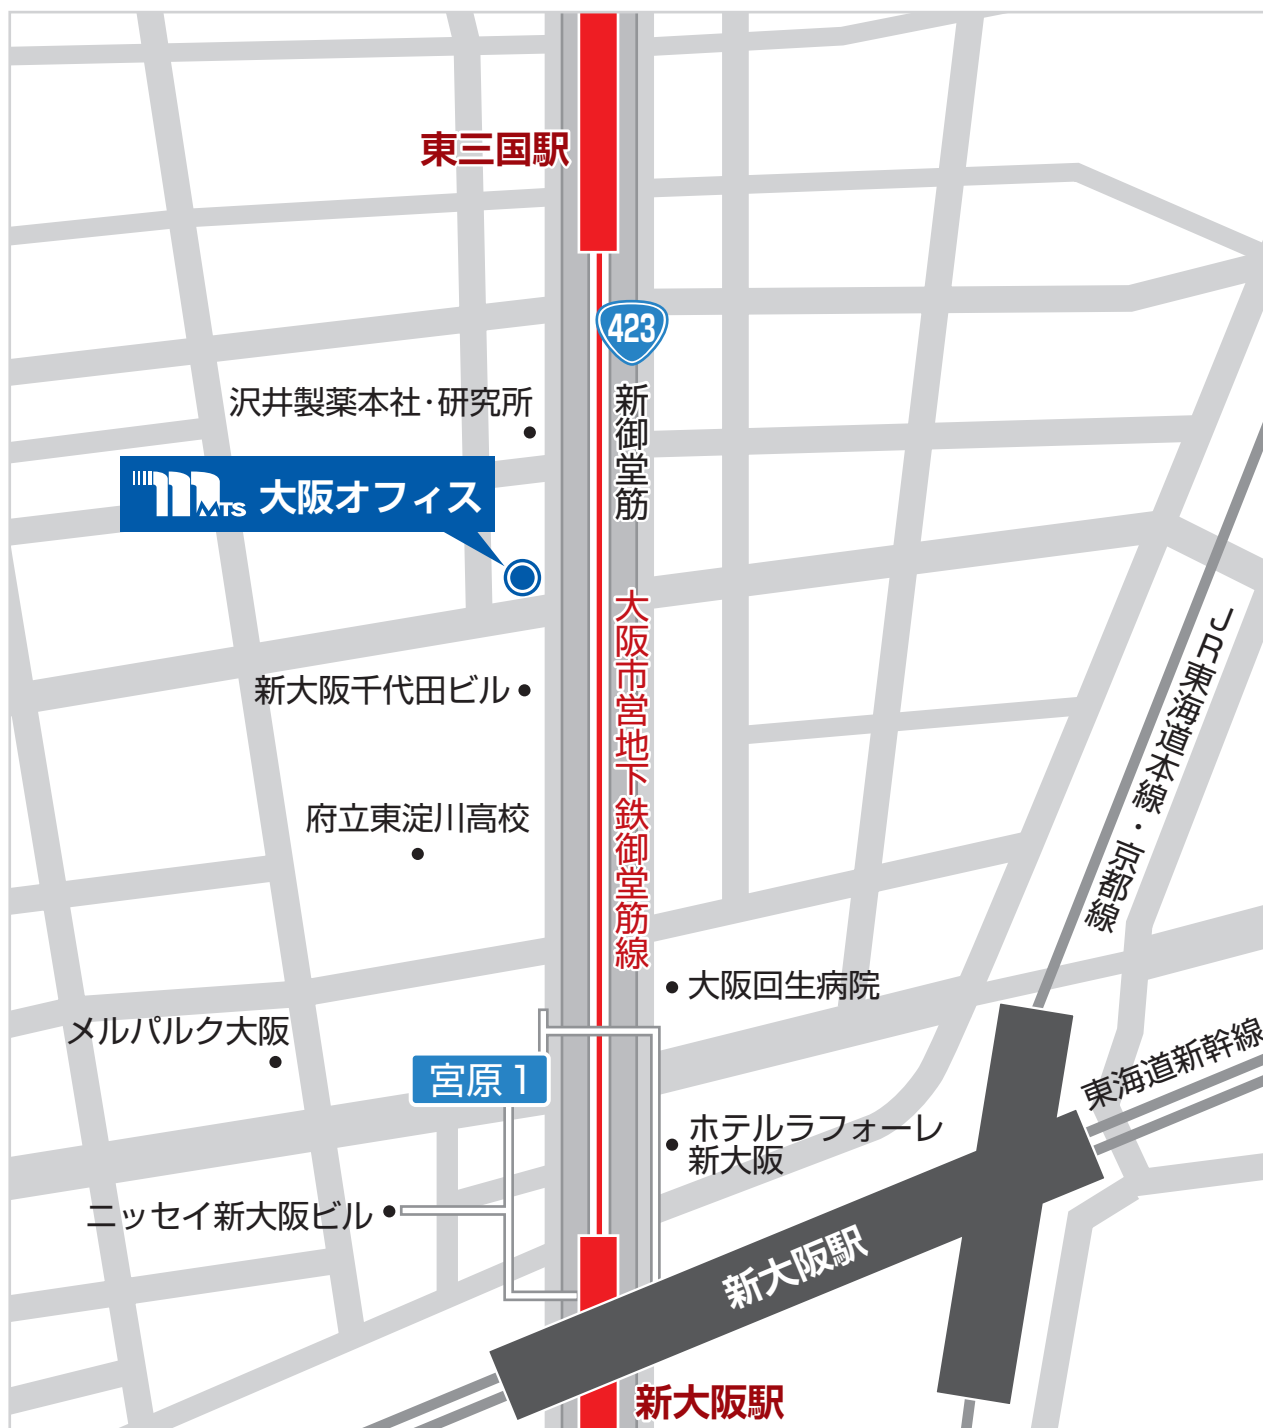 東三国駅
423
新御堂筋
沢井製薬本社・研究所
MTS 大阪オフィス
大阪市営地下鉄御堂筋線
JR東海道本線・京都線
新大阪千代田ビル
府立東淀川高校
大阪回生病院
メルパルク大阪
宮原1
東海道新幹線
ホテルラフォーレ
新大阪
ニッセイ新大阪ビル
新大阪駅
新大阪駅